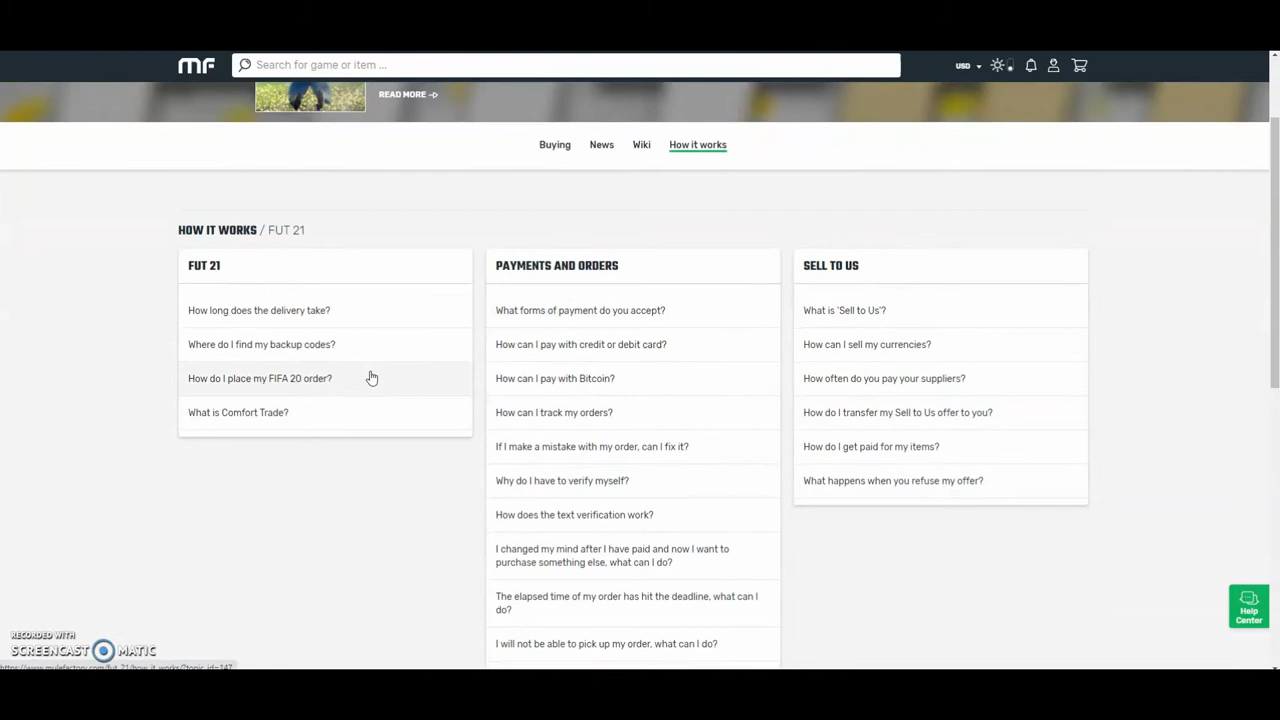 MF
Search for game or item ...
USD
READ MORE
Buying
News
Wiki
How it works
HOW IT WORKS / FUT 21
FUT 21
How long does the delivery take?
Where do I find my backup codes?
How do I place my FIFA 20 order?
What is Comfort Trade?
PAYMENTS AND ORDERS
What forms of payment do you accept?
How can I pay with credit or debit card?
How can I pay with Bitcoin?
How can I track my orders?
If I make a mistake with my order, can I fix it?
Why do I have to verify myself?
How does the text verification work?
I changed my mind after I have paid and now I want to
purchase something else, what can I do?
The elapsed time of my order has hit the deadline, what can I
do?
I will not be able to pick up my order, what can I do?
SELL TO US
What is 'Sell to Us'?
How can I sell my currencies?
How often do you pay your suppliers?
How do I transfer my Sell to Us offer to you?
How do I get paid for my items?
What happens when you refuse my offer?
Help
Center
RECORDED WITH
SCREENCAST MATIC
https://www.mulefactory.com/fut_21/how_it_works?topic_id=147